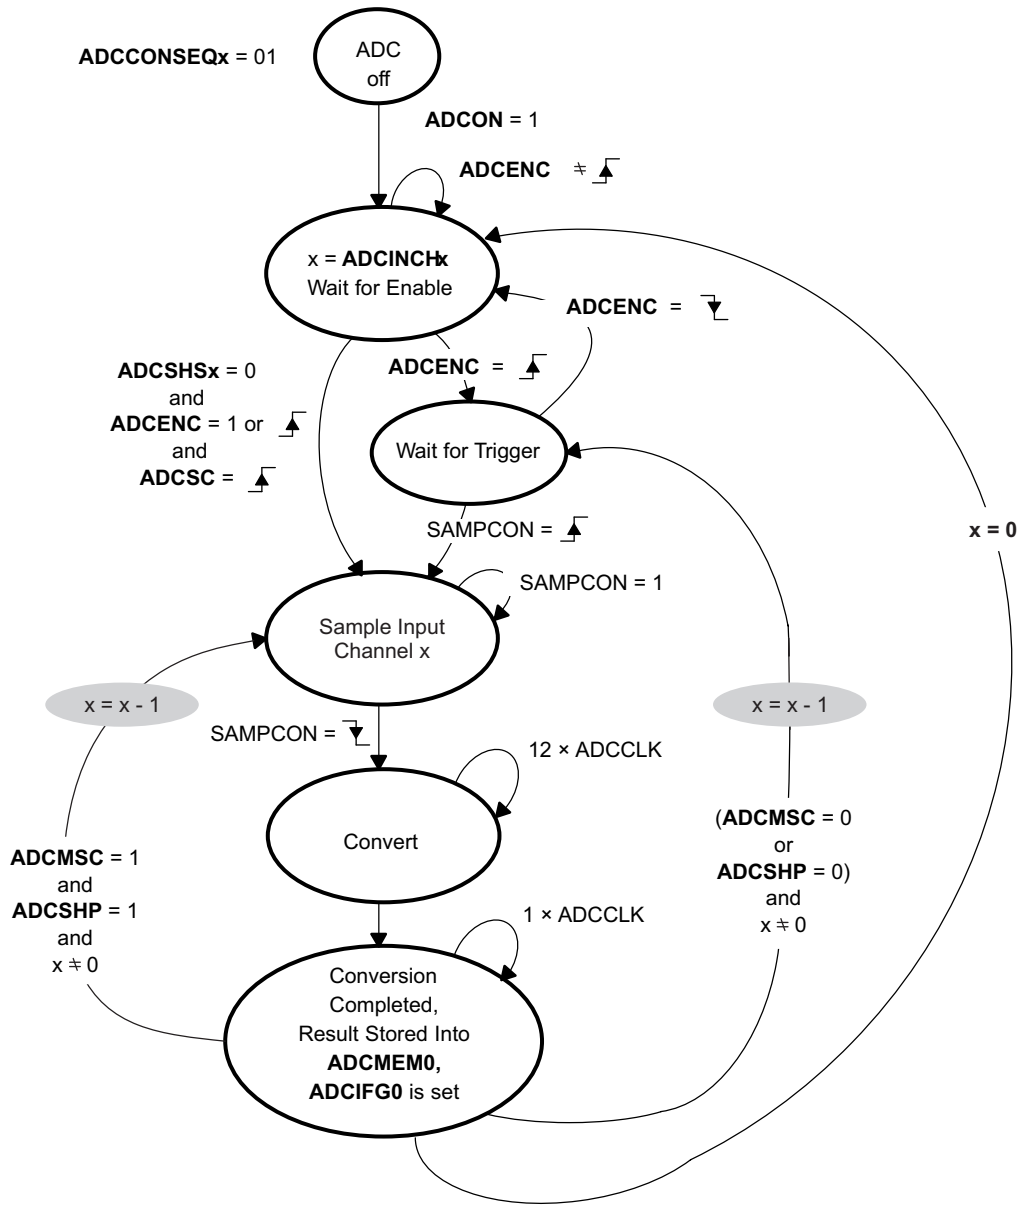 ADCCONSEQx = 01
ADC
off
ADCON = 1
ADCENC ≠
x = ADCINCHx
Wait for Enable
ADCENC =
ADCSHSx = 0
and
ADCENC = 1 or
and
ADCSC =
ADCENC =
Wait for Trigger
SAMPCON =
x = 0
SAMPCON = 1
Sample Input
Channel x
x = x - 1
x = x - 1
SAMPCON =
12 × ADCCLK
Convert
(ADCMSC = 0
or
ADCSHP = 0)
and
x ≠ 0
ADCMSC = 1
and
ADCSHP = 1
and
x ≠ 0
1 × ADCCLK
Conversion
Completed,
Result Stored Into
ADCMEM0,
ADCIFG0 is set